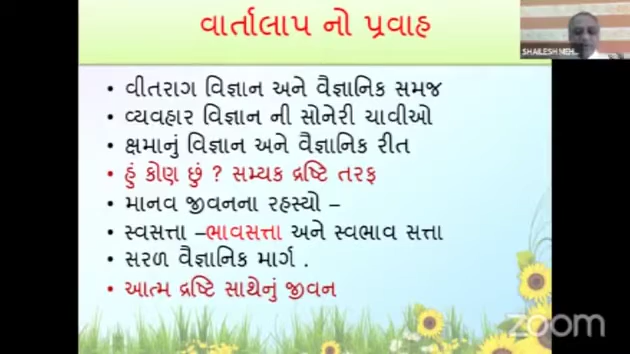 વાર્તાલાપ નો પ્રવાહ
SHAILESH MEH
• વીતરાગ વિજ્ઞાન અને વૈજ્ઞાનિક સમજ
• વ્યવહાર વિજ્ઞાન ની સોનેરી ચાવીઓ
• ક્ષમાનું વિજ્ઞાન અને વૈજ્ઞાનિક રીત
• હું કોણ છું ? સમ્યક દ્રષ્ટિ તરફ
• માનવ જીવનના રહસ્યો –
• સ્વસત્તા –ભાવસત્તા અને સ્વભાવ સત્તા
• સરળ વૈજ્ઞાનિક માર્ગ .
• આત્મ દ્રષ્ટિ સાથેનું જીવન
zoom